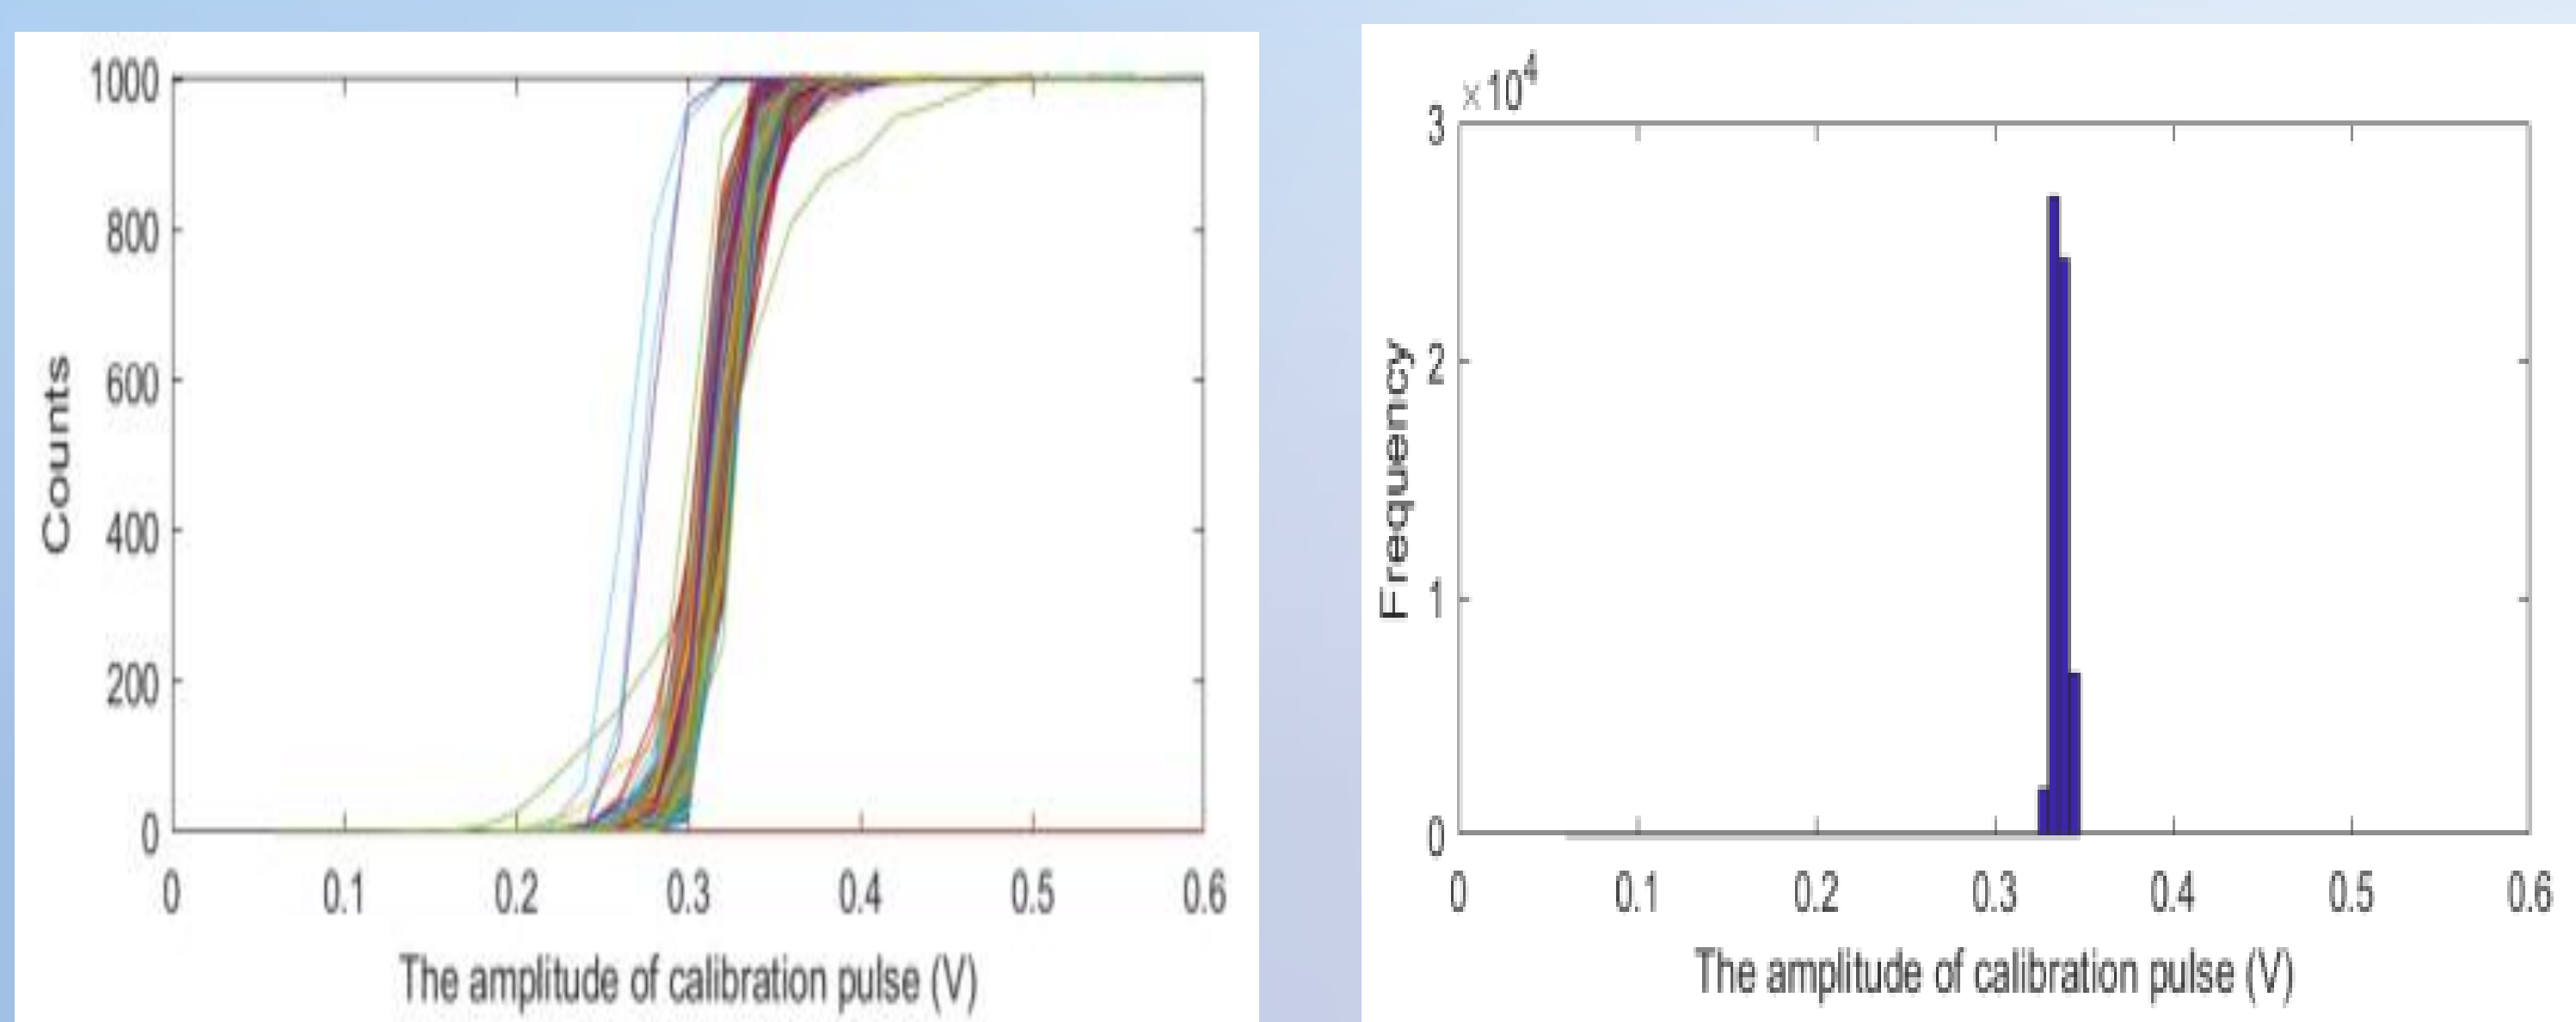 1000
800
600
400
200
0
Counts
0 0.1 0.2 0.3 0.4 0.5 0.6
The amplitude of calibration pulse (V)
×10⁴
3
2
1
0
Frequency
0 0.1 0.2 0.3 0.4 0.5 0.6
The amplitude of calibration pulse (V)